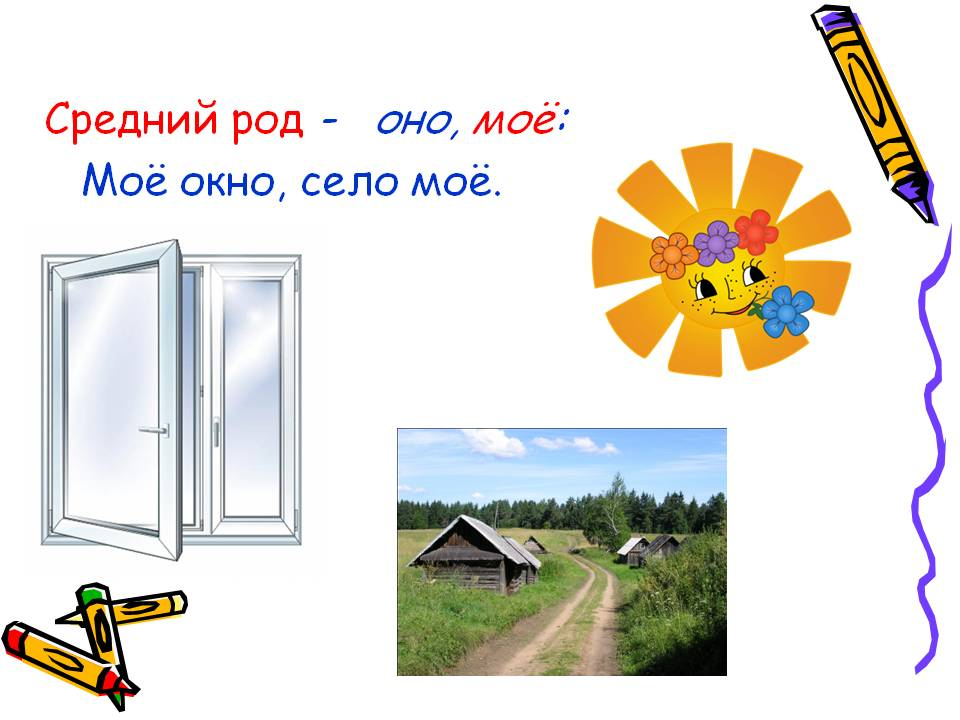 Средний род - оно, моё:
Моё окно, село моё.